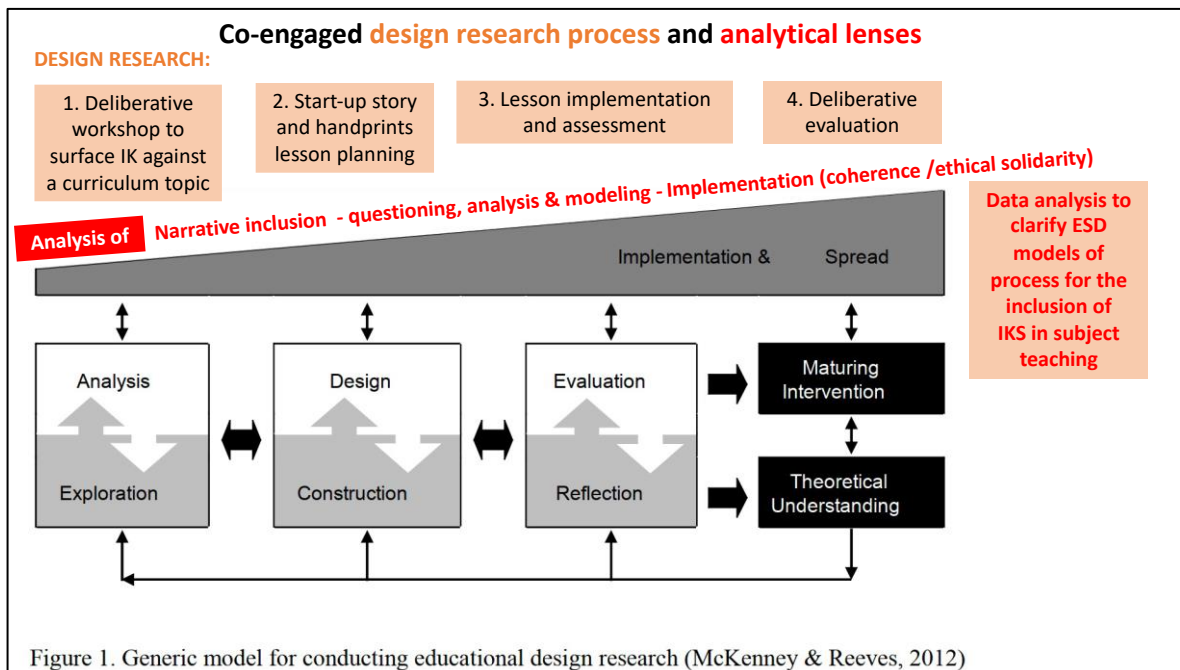 Co-engaged design research process and analytical lenses
DESIGN RESEARCH:
1. Deliberative
workshop to
surface IK against
a curriculum topic
2. Start-up story
and handprints
lesson planning
3. Lesson implementation
and assessment
4. Deliberative
evaluation
Analysis of
Narrative inclusion - questioning, analysis & modeling - Implementation (coherence /ethical solidarity)
Implementation & Spread
Data analysis to
clarify ESD
models of
process for the
inclusion of
IKS in subject
teaching
Analysis
Exploration
Design
Construction
Evaluation
Reflection
Maturing
Intervention
Theoretical
Understanding
Figure 1. Generic model for conducting educational design research (McKenney & Reeves, 2012)